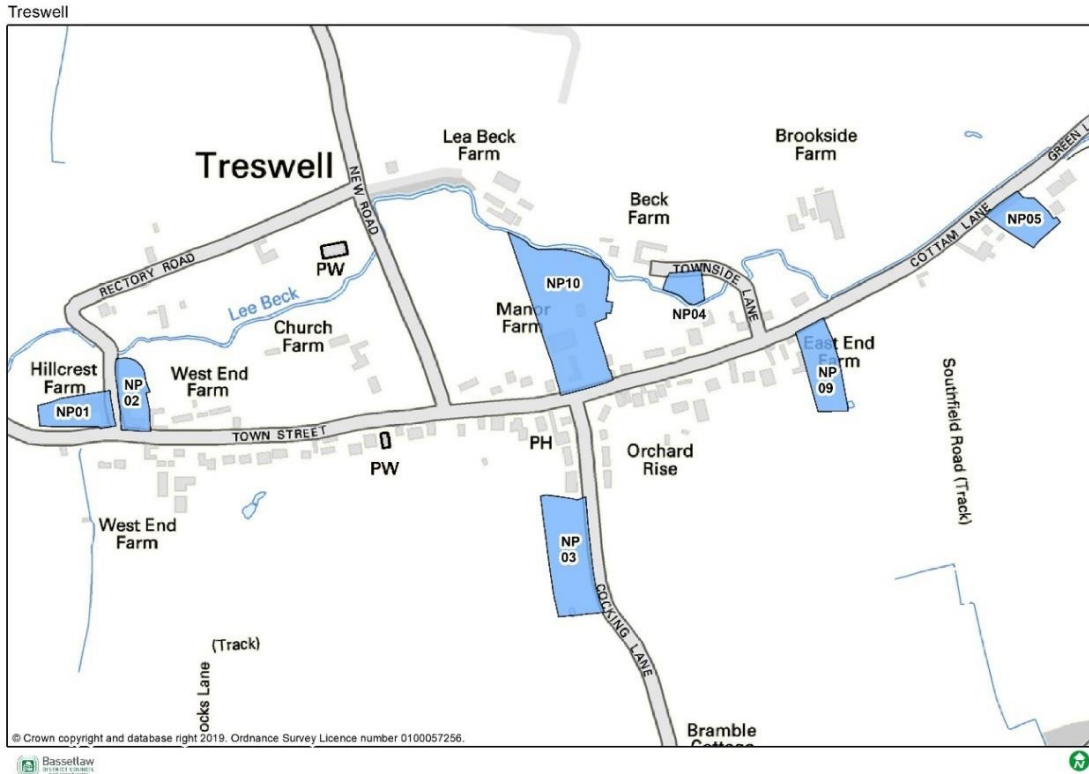 Treswell
Lea Beck
Farm
Brookside
Farm
Treswell
NEW ROAD
GREEN L
Beck
Farm
COTTAM LANE
NP05
PW
RECTORY ROAD
NP10
TOWNSIDE LANE
Lee Beck
Manor
Farm
NP04
Church
Farm
East End
Farm
Hillcrest
Farm
NP
02
West End
Farm
NP
09
Southfield Road (Track)
NP01
TOWN STREET
PW
PH
Orchard
Rise
West End
Farm
NP
03
COCKING LANE
(Track)
ocks Lane
Bramble
Cottage
© Crown copyright and database right 2019. Ordnance Survey Licence number 0100057256.
Bassetlaw
DISTRICT COUNCIL
N